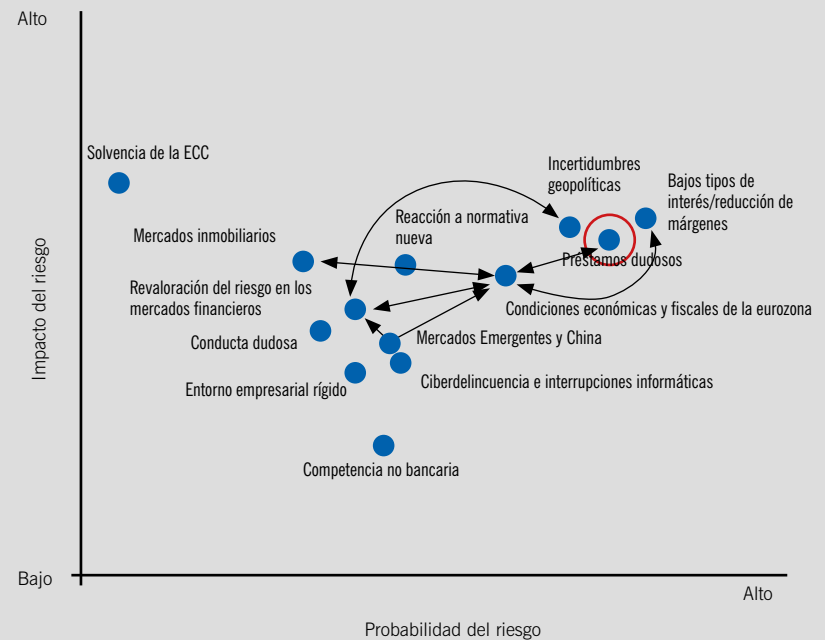 Alto
Solvencia de la ECC
Incertidumbres
geopolíticas
Bajos tipos de
interés/reducción de
márgenes
Reacción a normativa
nueva
Mercados inmobiliarios
Préstamos dudosos
Revaloración del riesgo en los
mercados financieros
Condiciones económicas y fiscales de la eurozona
Conducta dudosa
Mercados Emergentes y China
Entorno empresarial rígido
Ciberdelincuencia e interrupciones informáticas
Competencia no bancaria
Impacto del riesgo
Bajo
Alto
Probabilidad del riesgo